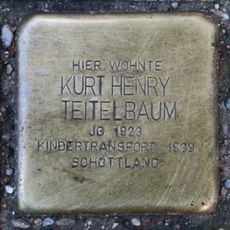 HIER WOHNTE
KURT HENRY
TEITELBAUM
JG. 1923
KINDERTRANSPORT 1939
SCHOTTLAND